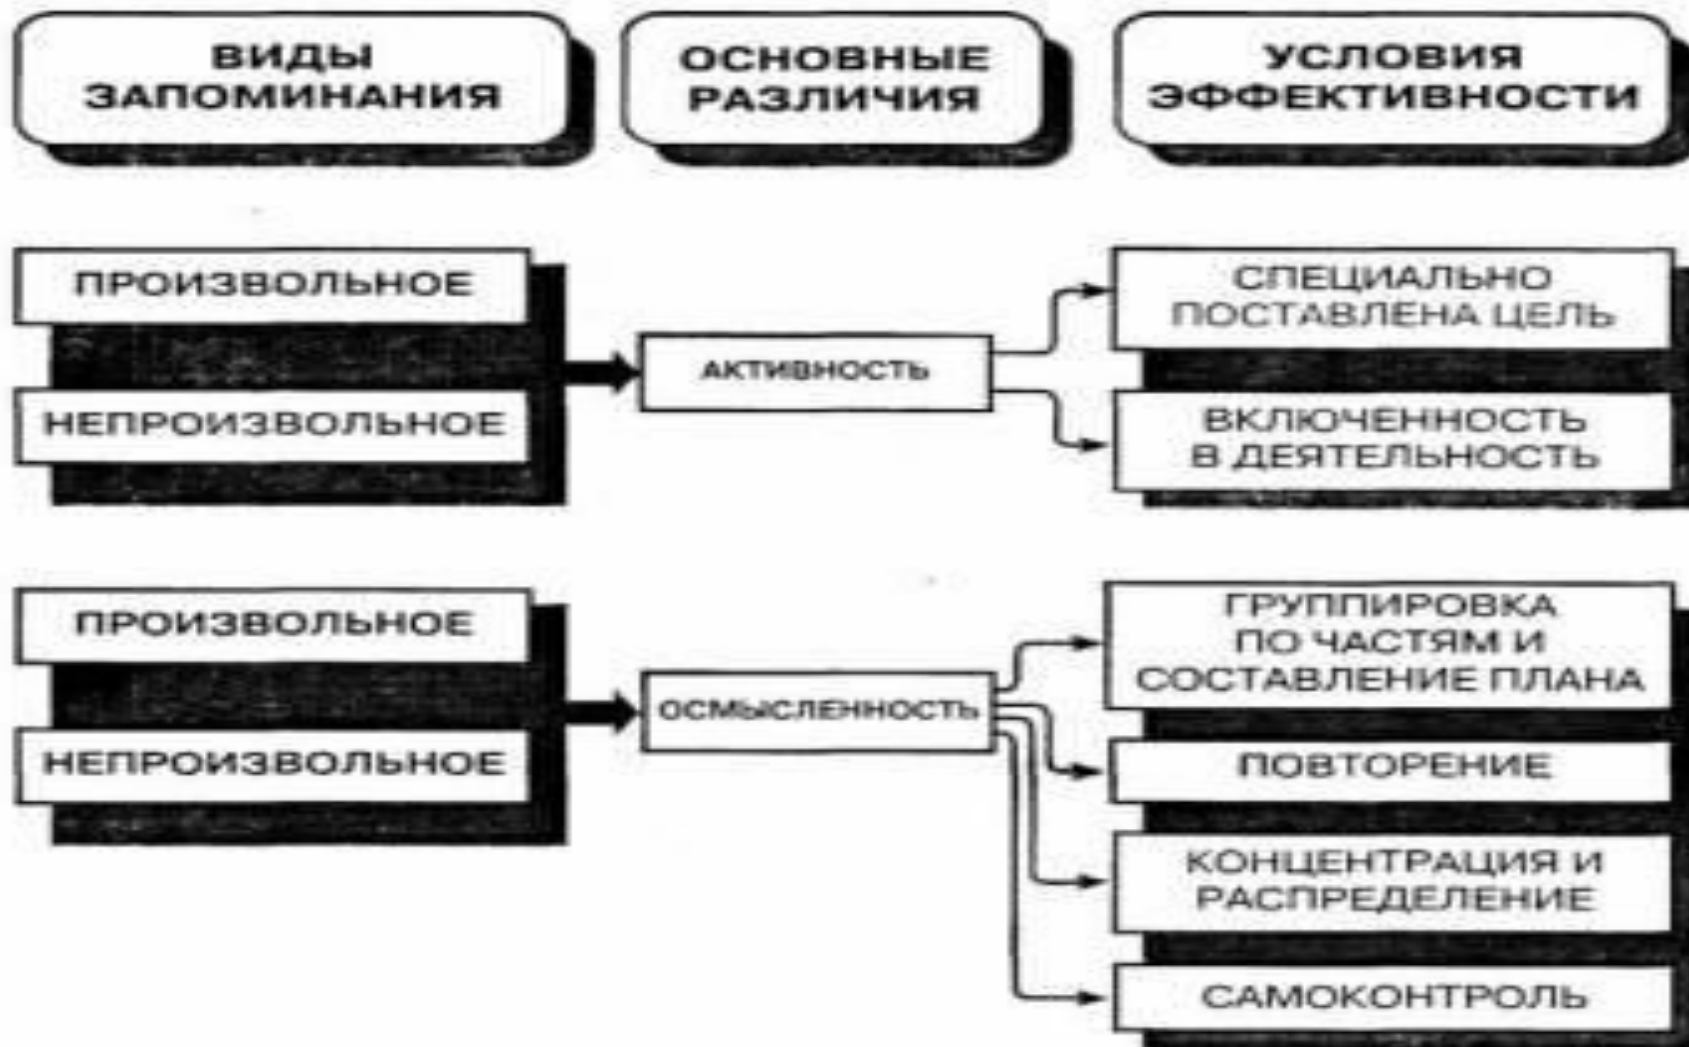 ВИДЫ
ЗАПОМИНАНИЯ
ОСНОВНЫЕ
РАЗЛИЧИЯ
УСЛОВИЯ
ЭФФЕКТИВНОСТИ
ПРОИЗВОЛЬНОЕ
НЕПРОИЗВОЛЬНОЕ
АКТИВНОСТЬ
СПЕЦИАЛЬНО
ПОСТАВЛЕНА ЦЕЛЬ
ВКЛЮЧЕННОСТЬ
В ДЕЯТЕЛЬНОСТЬ
ПРОИЗВОЛЬНОЕ
НЕПРОИЗВОЛЬНОЕ
ОСМЫСЛЕННОСТЬ
ГРУППИРОВКА
ПО ЧАСТЯМ И
СОСТАВЛЕНИЕ ПЛАНА
ПОВТОРЕНИЕ
КОНЦЕНТРАЦИЯ И
РАСПРЕДЕЛЕНИЕ
САМОКОНТРОЛЬ